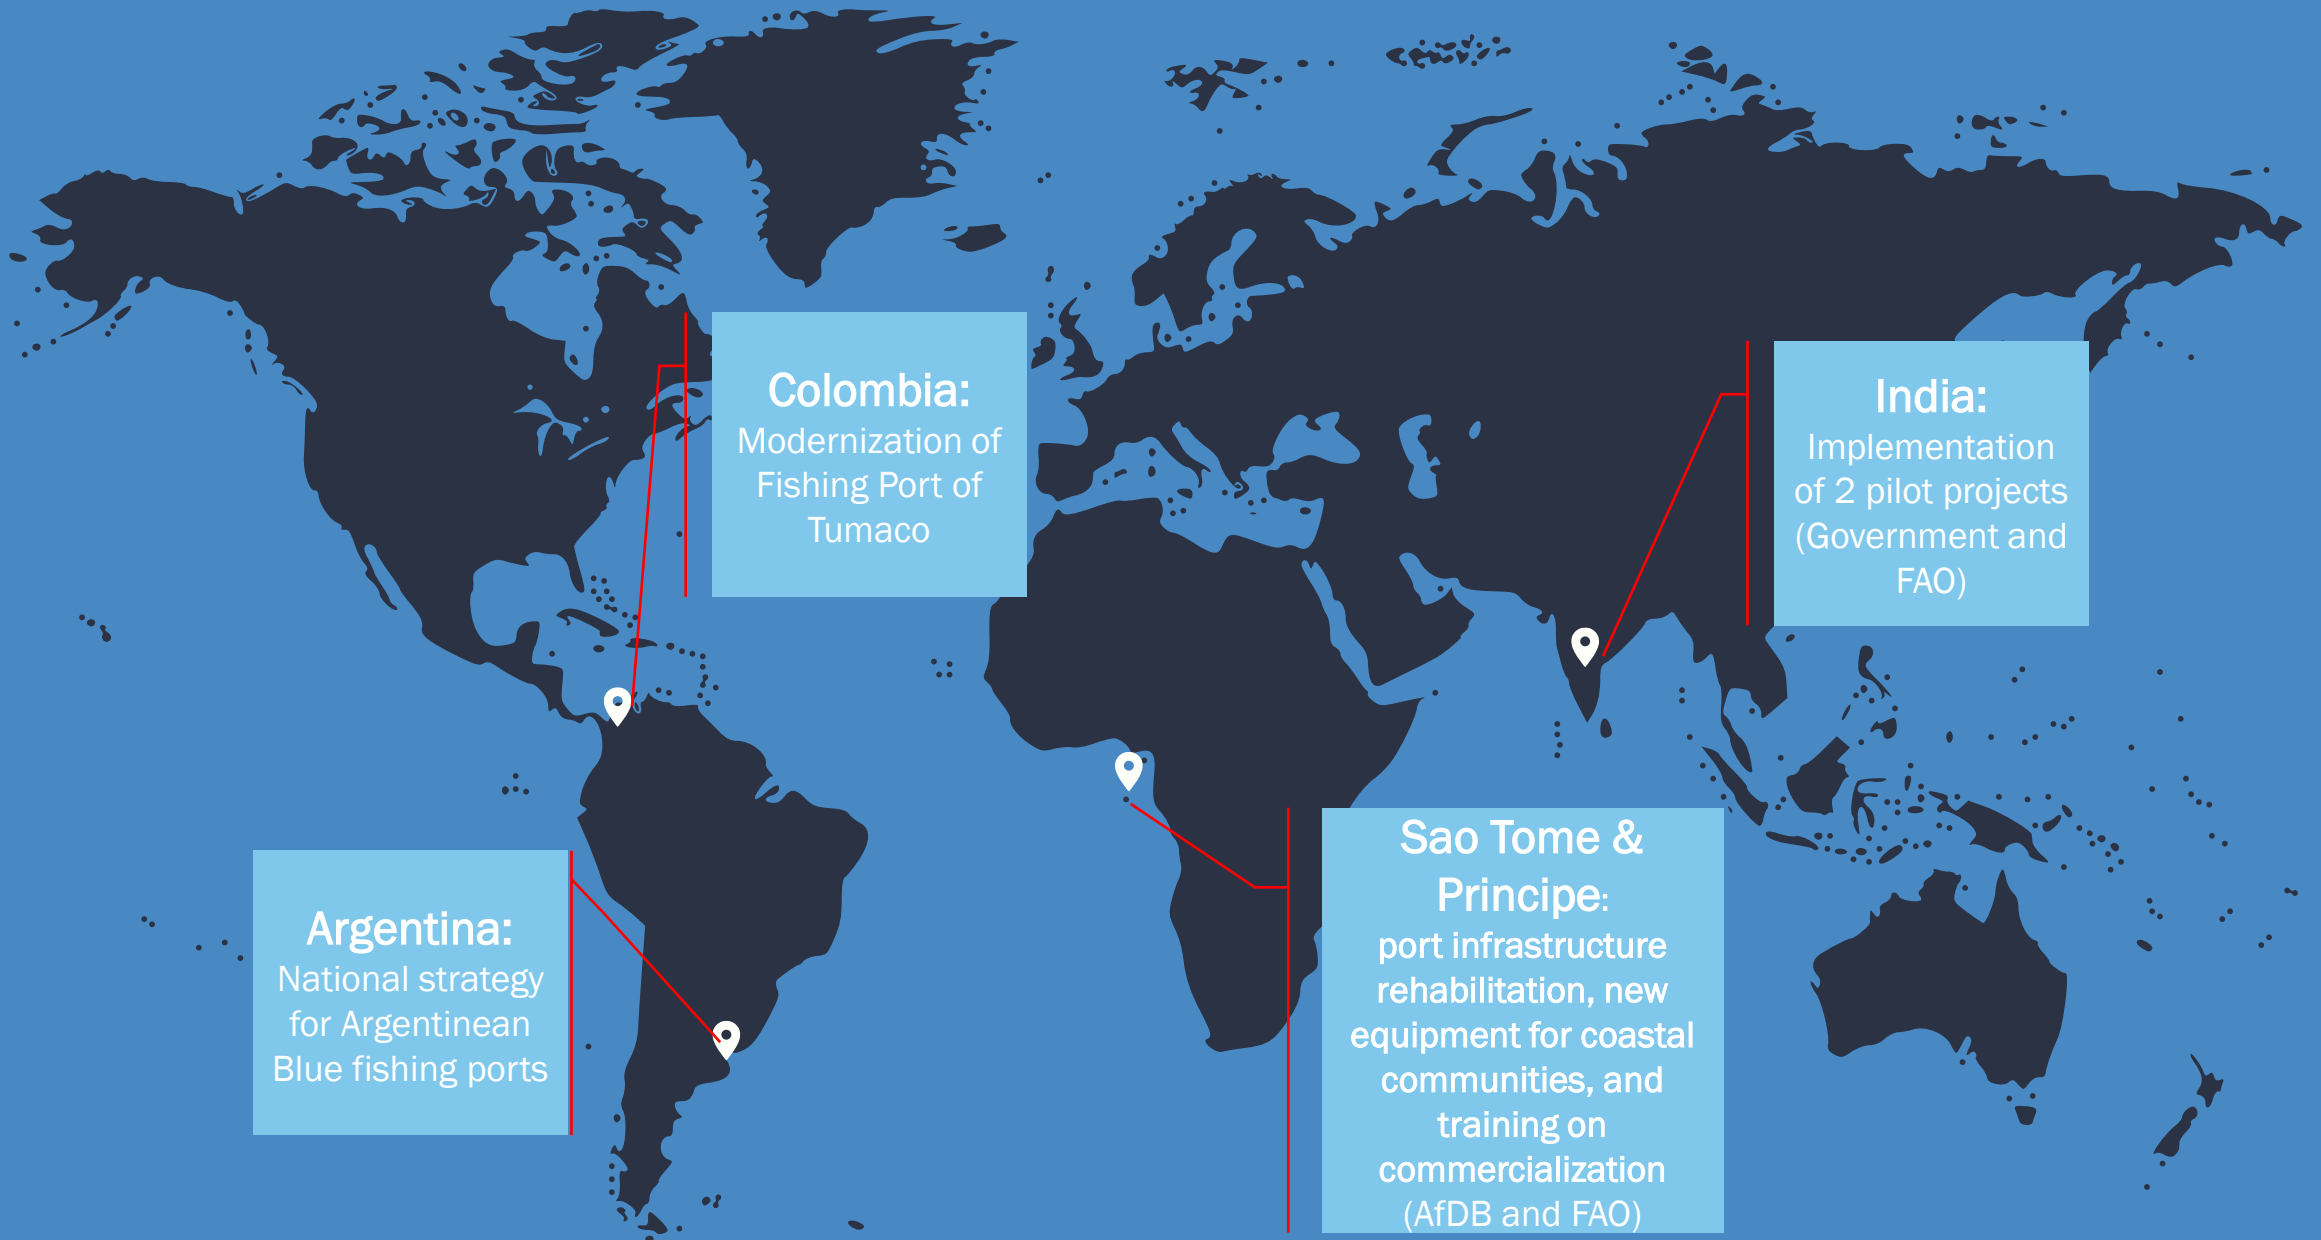 Colombia:
Modernization of
Fishing Port of
Tumaco
India:
Implementation
of 2 pilot projects
(Government and
FAO)
Argentina:
National strategy
for Argentinean
Blue fishing ports
Sao Tome &
Principe:
port infrastructure
rehabilitation, new
equipment for coastal
communities, and
training on
commercialization
(AfDB and FAO)